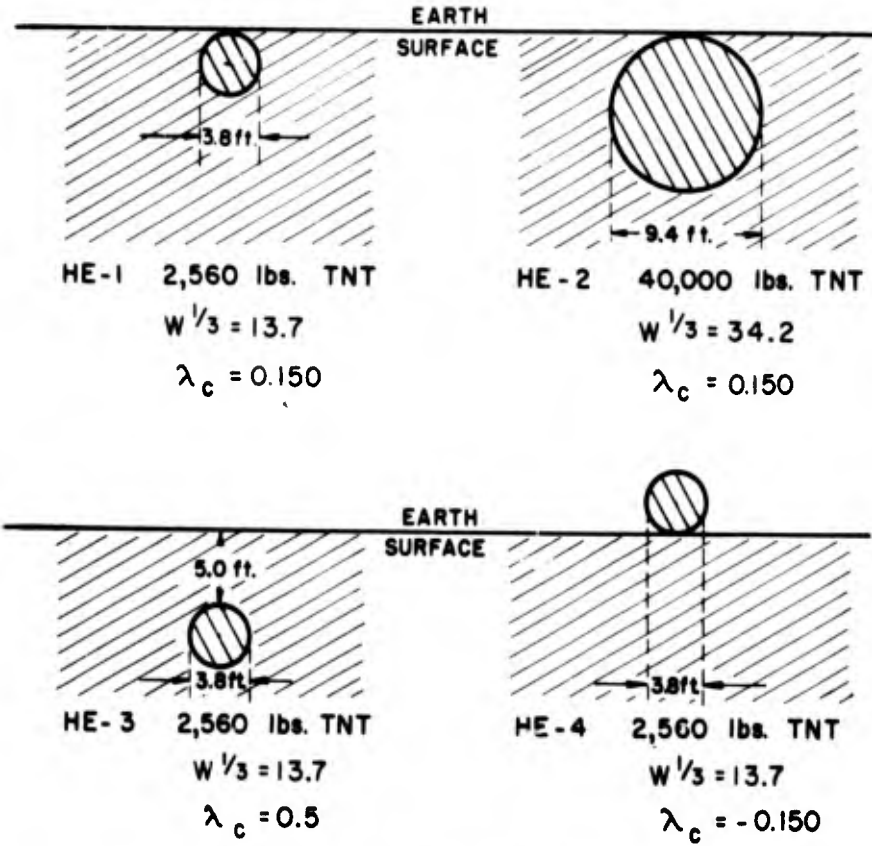 EARTH
SURFACE
3.8 ft.
9.4 ft.
HE-1 2,560 lbs. TNT
W 1/3 = 13.7
λc = 0.150
HE-2 40,000 lbs. TNT
W 1/3 = 34.2
λc = 0.150
EARTH
SURFACE
5.0 ft.
3.8ft.
3.8ft.
HE-3 2,560 lbs. TNT
W 1/3 = 13.7
λc = 0.5
HE-4 2,560 lbs. TNT
W 1/3 = 13.7
λc = -0.150